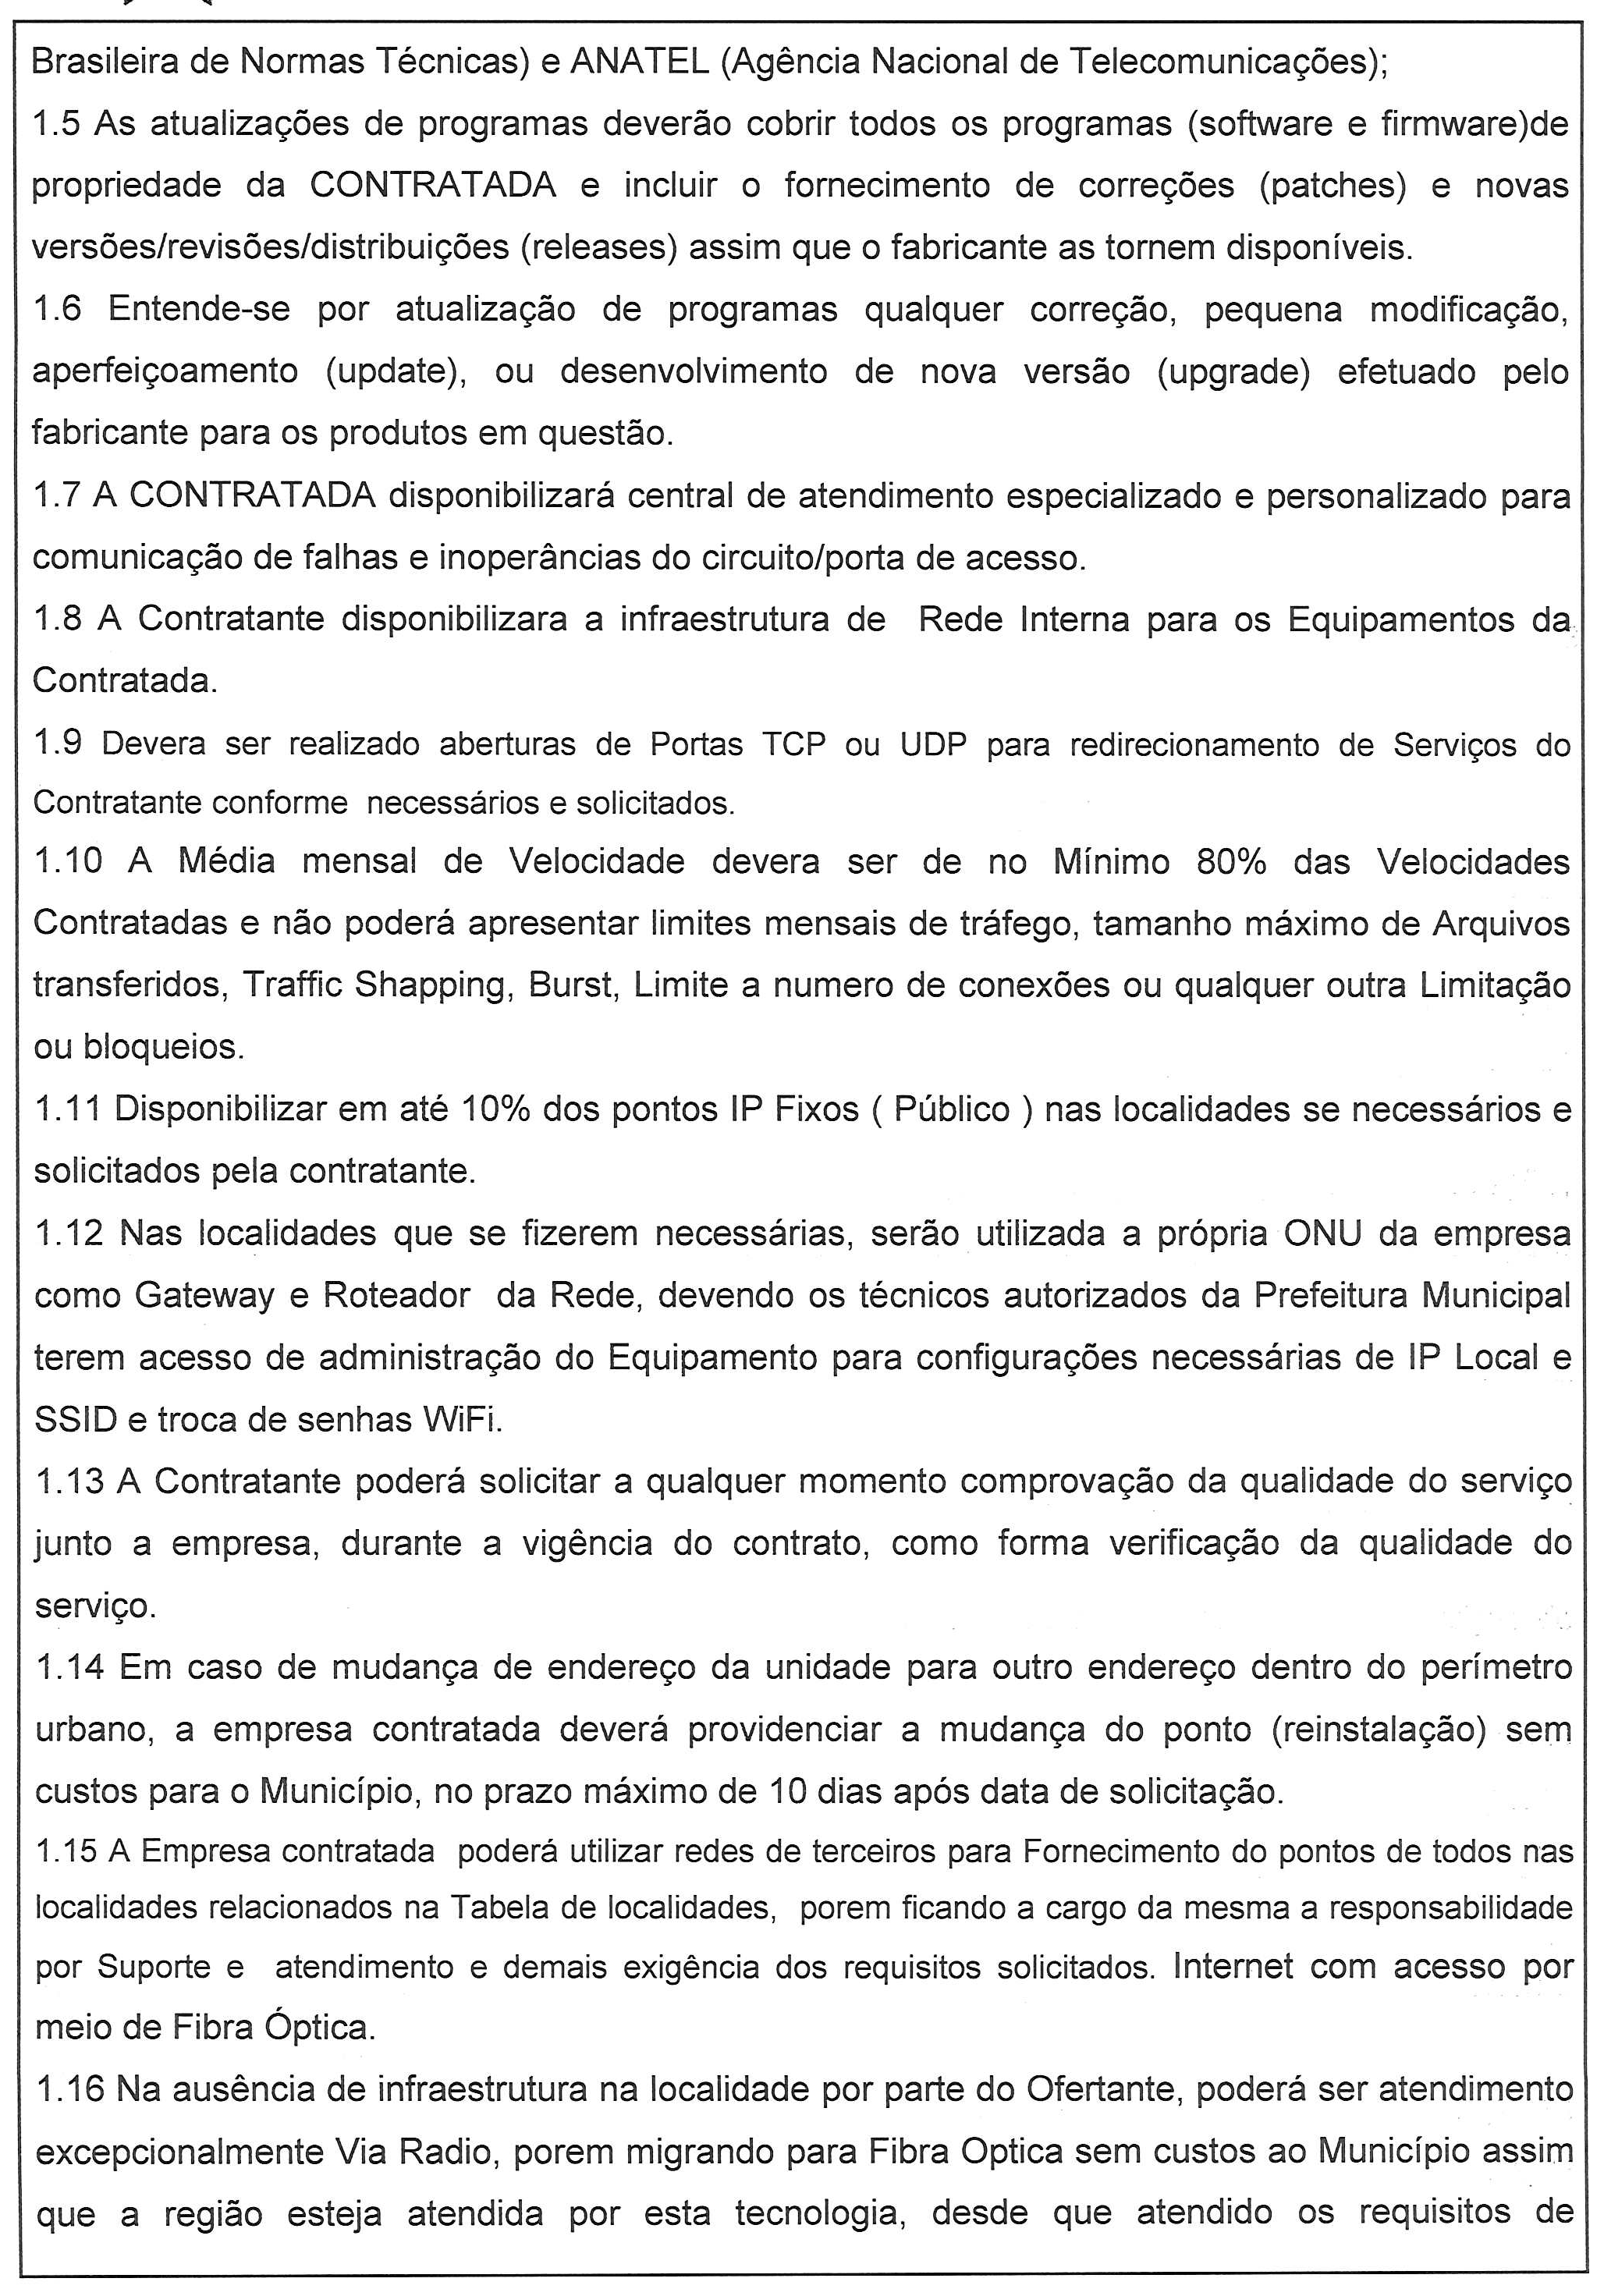 Brasileira de Normas Técnicas) e ANATEL (Agência Nacional de Telecomunicações);
1.5 As atualizações de programas deverão cobrir todos os programas (software e firmware)de
propriedade da CONTRATADA e incluir o fornecimento de correções (patches) e novas
versões/revisões/distribuições (releases) assim que o fabricante as tornem disponíveis.
1.6 Entende-se por atualização de programas qualquer correção, pequena modificação,
aperfeiçoamento (update), ou desenvolvimento de nova versão (upgrade) efetuado pelo
fabricante para os produtos em questão.
1.7 A CONTRATADA disponibilizará central de atendimento especializado e personalizado para
comunicação de falhas e inoperâncias do circuito/porta de acesso.
1.8 A Contratante disponibilizara a infraestrutura de Rede Interna para os Equipamentos da
Contratada.
1.9 Devera ser realizado aberturas de Portas TCP ou UDP para redirecionamento de Serviços do
Contratante conforme necessários e solicitados.
1.10 A Média mensal de Velocidade devera ser de no Mínimo 80% das Velocidades
Contratadas e não poderá apresentar limites mensais de tráfego, tamanho máximo de Arquivos
transferidos, Traffic Shapping, Burst, Limite a numero de conexões ou qualquer outra Limitação
ou bloqueios.
1.11 Disponibilizar em até 10% dos pontos IP Fixos ( Público ) nas localidades se necessários e
solicitados pela contratante.
1.12 Nas localidades que se fizerem necessárias, serão utilizada a própria ONU da empresa
como Gateway e Roteador da Rede, devendo os técnicos autorizados da Prefeitura Municipal
terem acesso de administração do Equipamento para configurações necessárias de IP Local e
SSID e troca de senhas WiFi.
1.13 A Contratante poderá solicitar a qualquer momento comprovação da qualidade do serviço
junto a empresa, durante a vigência do contrato, como forma verificação da qualidade do
serviço.
1.14 Em caso de mudança de endereço da unidade para outro endereço dentro do perímetro
urbano, a empresa contratada deverá providenciar a mudança do ponto (reinstalação) sem
custos para o Município, no prazo máximo de 10 dias após data de solicitação.
1.15 A Empresa contratada poderá utilizar redes de terceiros para Fornecimento do pontos de todos nas
localidades relacionados na Tabela de localidades, porem ficando a cargo da mesma a responsabilidade
por Suporte e atendimento e demais exigência dos requisitos solicitados. Internet com acesso por
meio de Fibra Óptica.
1.16 Na ausência de infraestrutura na localidade por parte do Ofertante, poderá ser atendimento
excepcionalmente Via Radio, porem migrando para Fibra Optica sem custos ao Município assim
que a região esteja atendida por esta tecnologia, desde que atendido os requisitos de